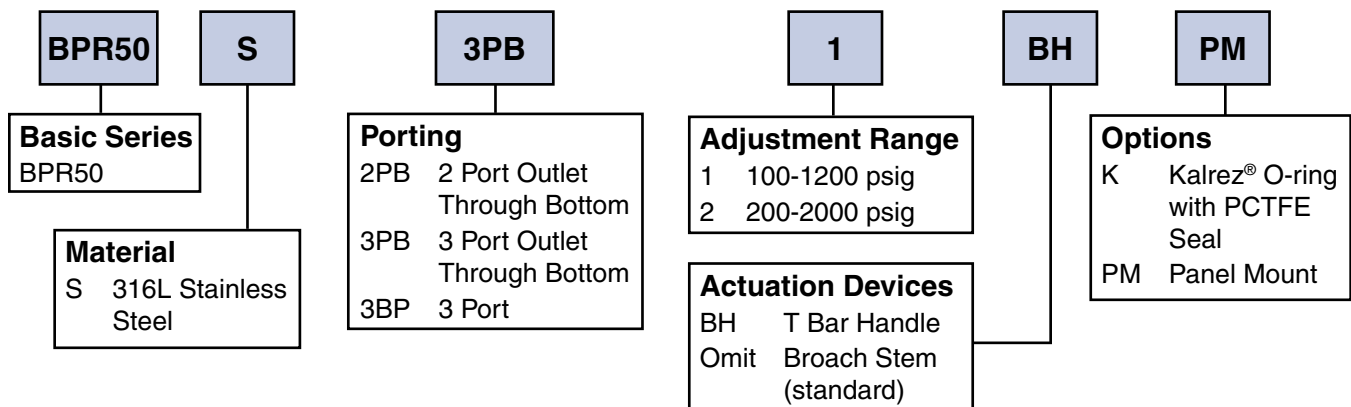 BPR50 S 3PB 1 BH PM
Basic Series
BPR50
Material
S 316L Stainless
Steel
Porting
2PB 2 Port Outlet
Through Bottom
3PB 3 Port Outlet
Through Bottom
3BP 3 Port
Adjustment Range
1 100-1200 psig
2 200-2000 psig
Actuation Devices
BH T Bar Handle
Omit Broach Stem
(standard)
Options
K Kalrez® O-ring
with PCTFE
Seal
PM Panel Mount